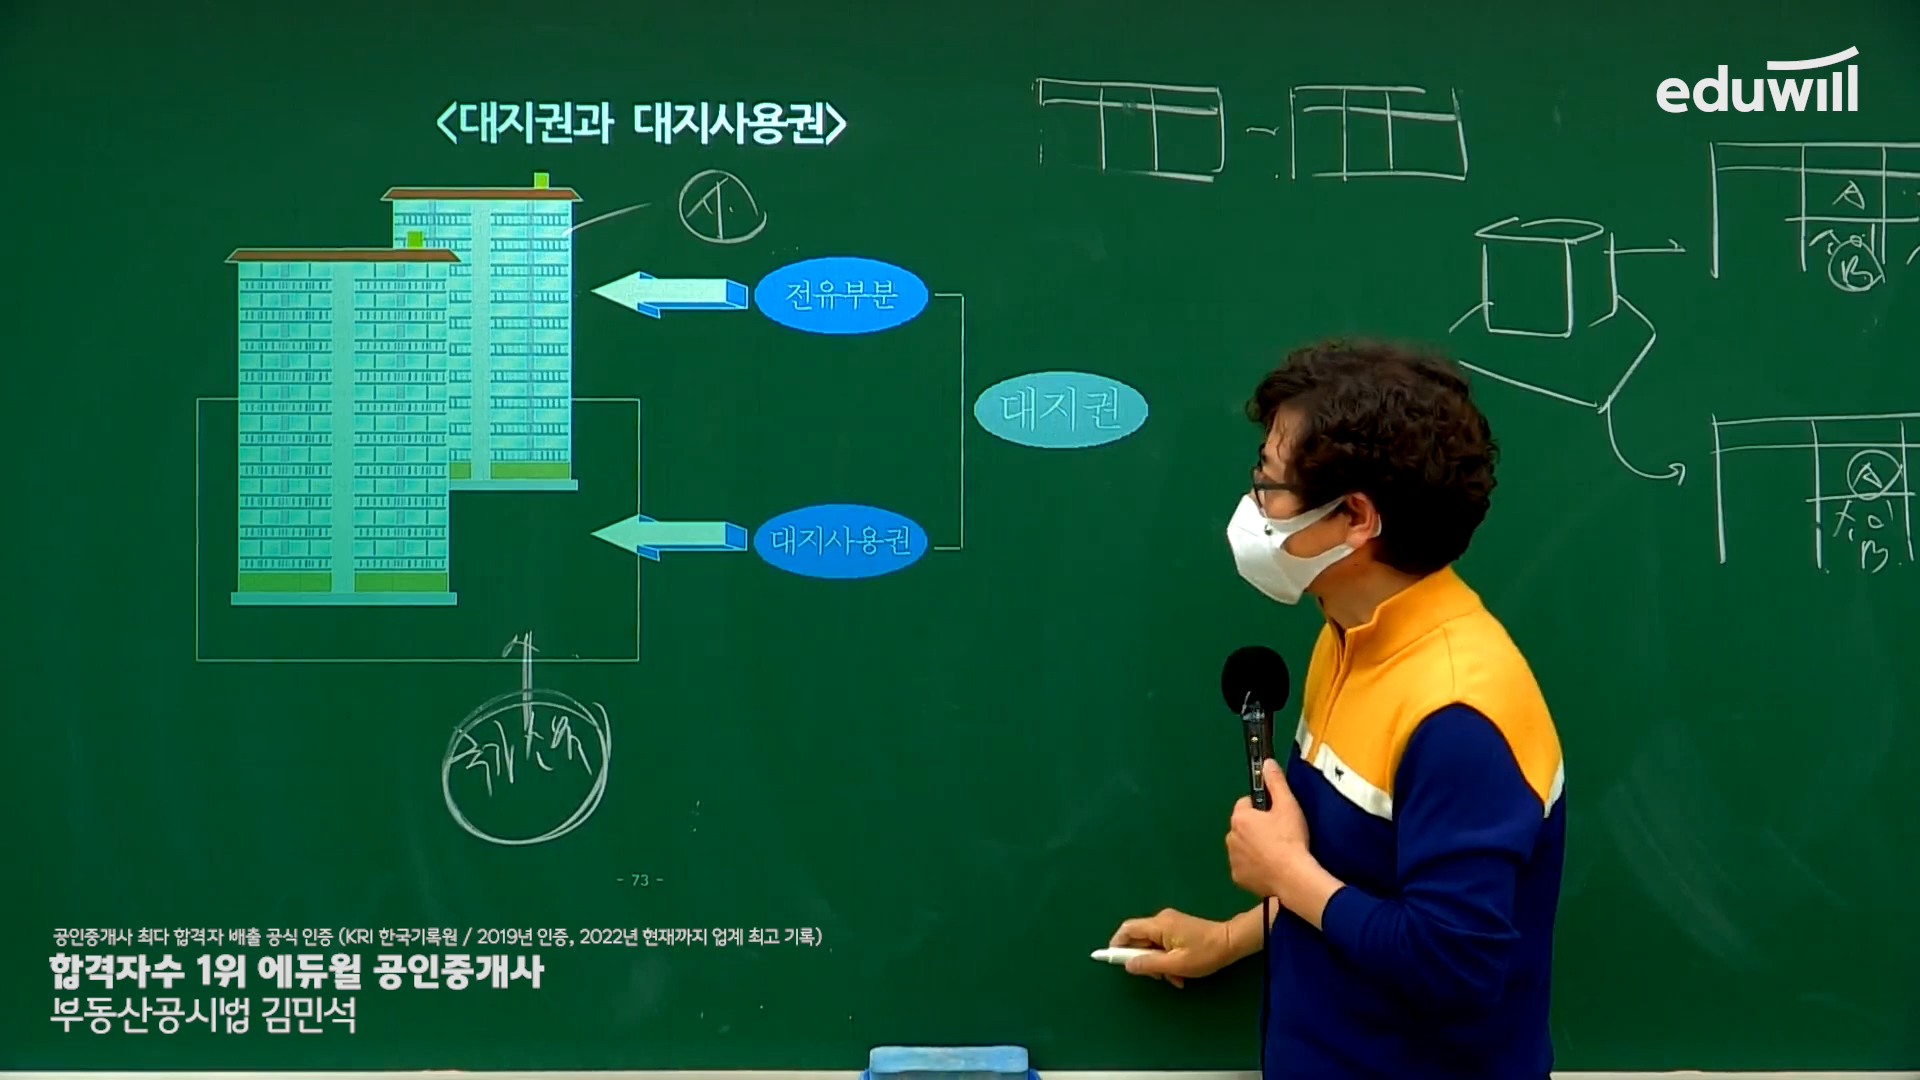 eduwill
<대지권과 대지사용권>
전유부분
대지권
대지사용권
A
B
A
B
- 73 -
공인중개사 최다 합격자 배출 공식 인증 (KRI 한국기록원 / 2019년 인증, 2022년 현재까지 업계 최고 기록)
합격자수 1위 에듀윌 공인중개사
부동산공시법 김민석